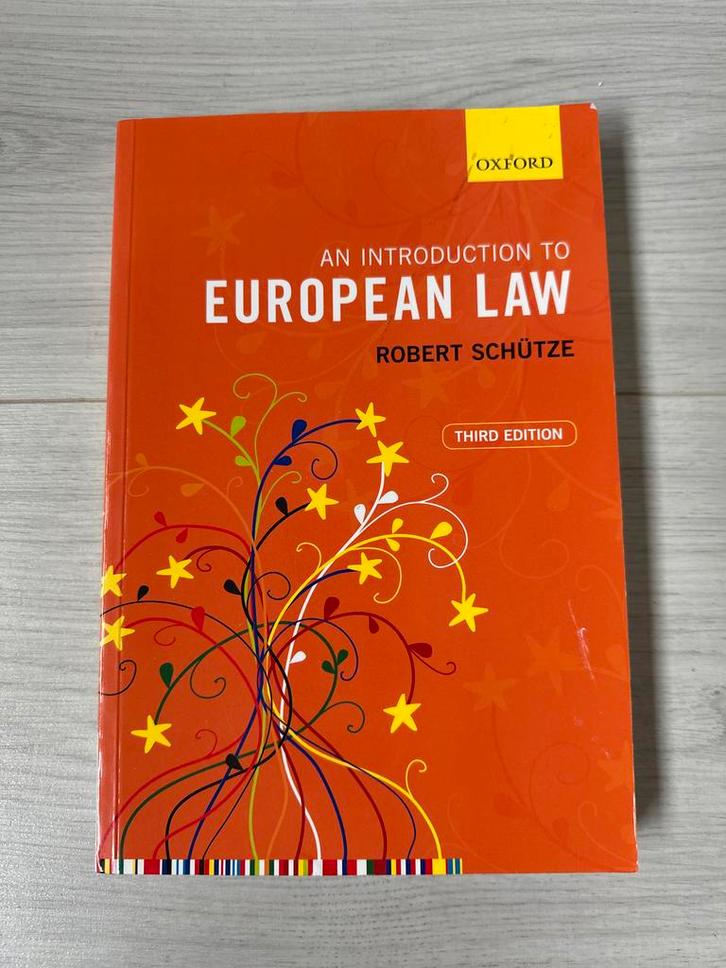 OXFORD
AN INTRODUCTION TO
EUROPEAN LAW
ROBERT SCHÜTZE
THIRD EDITION